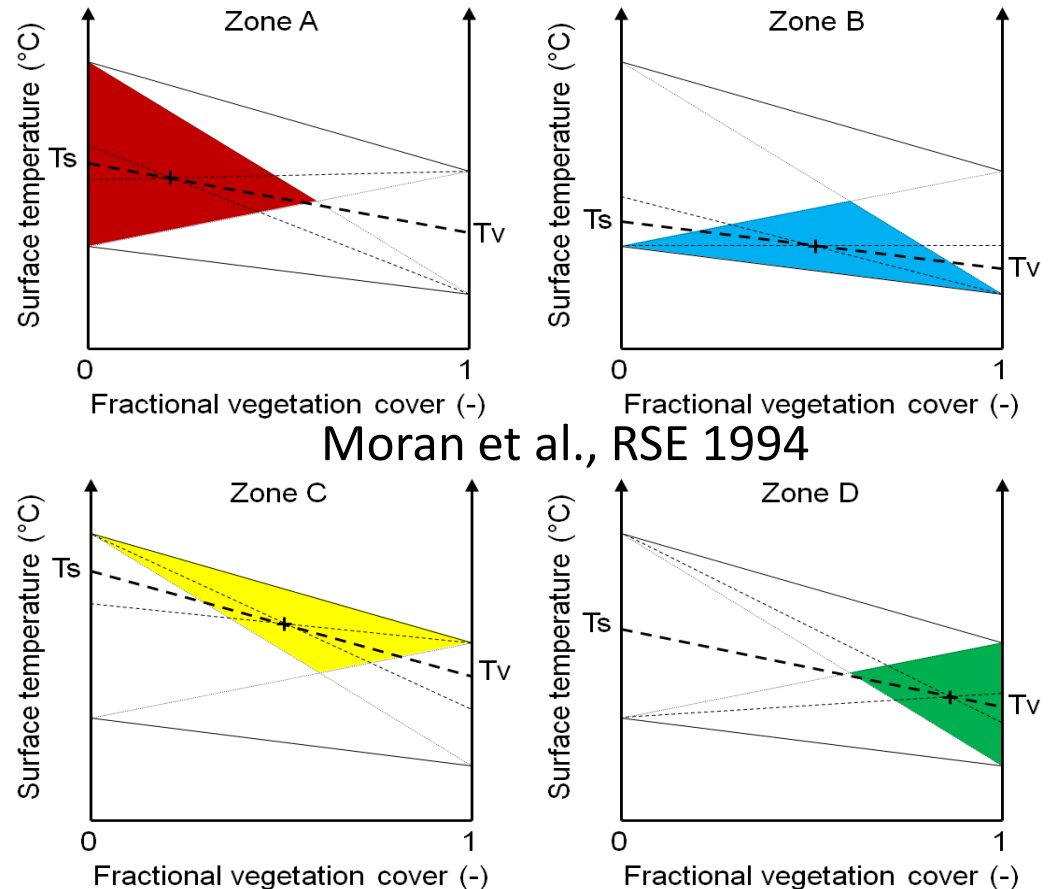 Zone A
Surface temperature (°C)
Ts
Tv
0
1
Fractional vegetation cover (-)
Zone B
Surface temperature (°C)
Ts
Tv
0
1
Fractional vegetation cover (-)
Moran et al., RSE 1994
Zone C
Surface temperature (°C)
Ts
Tv
0
1
Fractional vegetation cover (-)
Zone D
Surface temperature (°C)
Ts
Tv
0
1
Fractional vegetation cover (-)